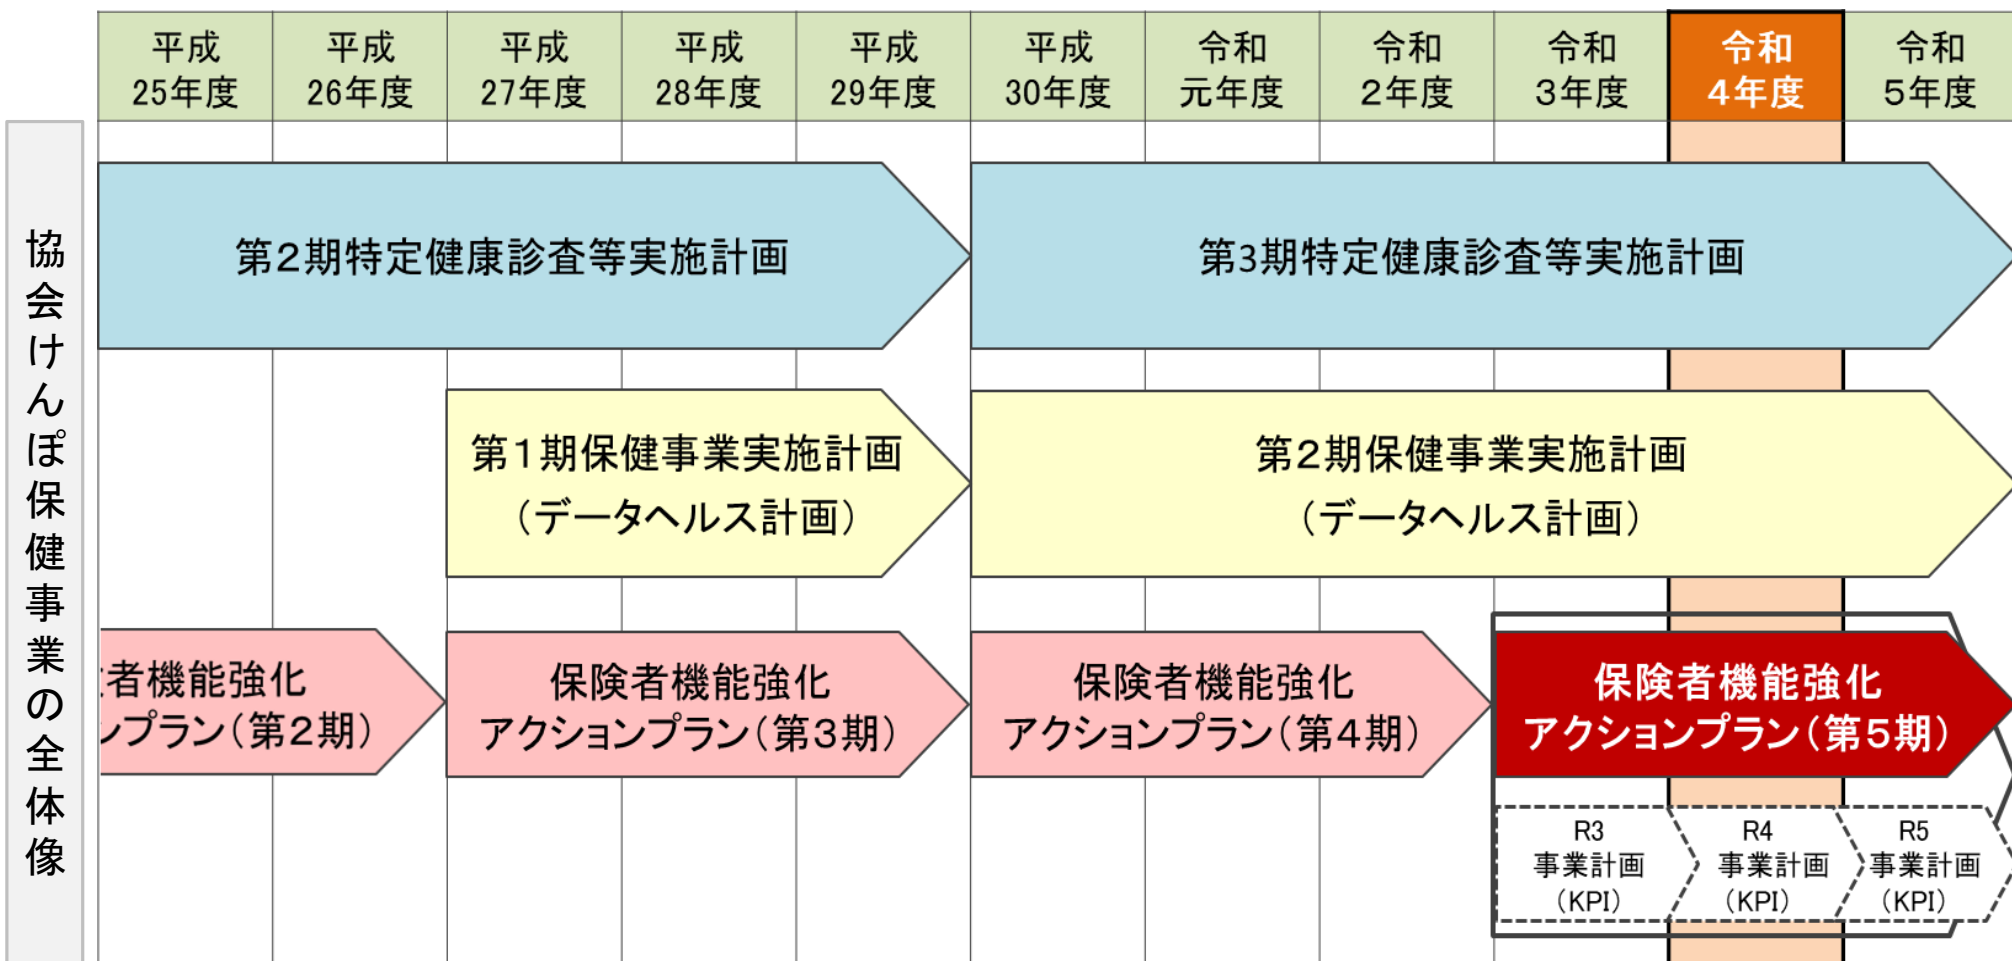 平成
25年度
平成
26年度
平成
27年度
平成
28年度
平成
29年度
平成
30年度
令和
元年度
令和
2年度
令和
3年度
令和
4年度
令和
5年度
協会けんぽ保健事業の全体像
第2期特定健康診査等実施計画
第3期特定健康診査等実施計画
第1期保健事業実施計画
（データヘルス計画）
第2期保健事業実施計画
（データヘルス計画）
者機能強化
ンプラン（第2期）
保険者機能強化
アクションプラン（第3期）
保険者機能強化
アクションプラン（第4期）
保険者機能強化
アクションプラン（第5期）
R3
事業計画
（KPI）
R4
事業計画
（KPI）
R5
事業計画
（KPI）